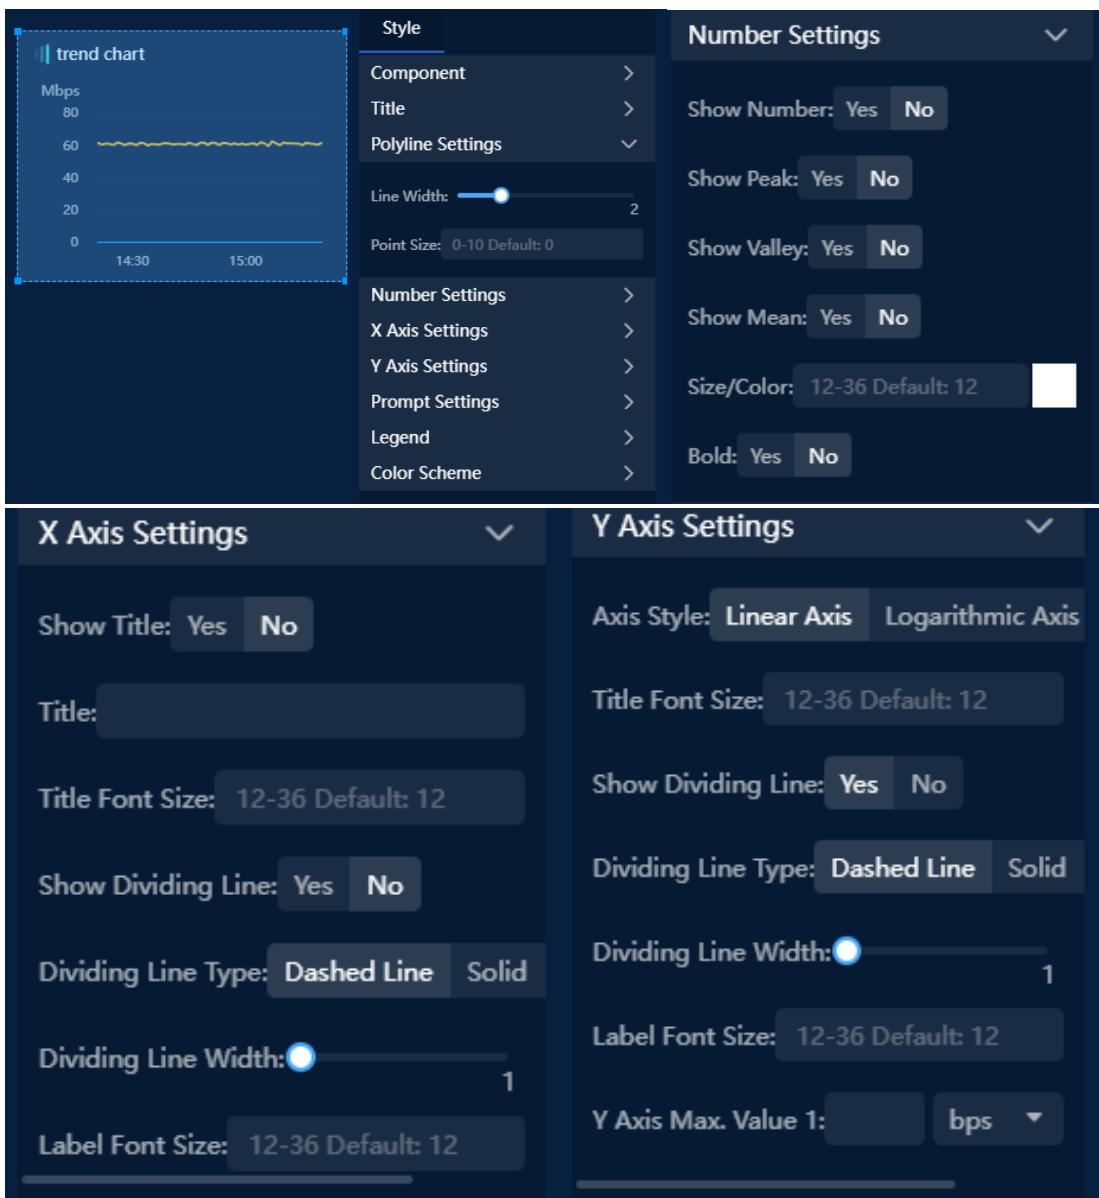 trend chart
Mbps
80
60
40
20
0
14:30 15:00
Style
Component
Title
Polyline Settings
Line Width:
2
Point Size: 0-10 Default: 0
Number Settings
X Axis Settings
Y Axis Settings
Prompt Settings
Legend
Color Scheme
Number Settings
Show Number: Yes No
Show Peak: Yes No
Show Valley: Yes No
Show Mean: Yes No
Size/Color: 12-36 Default: 12
Bold: Yes No
X Axis Settings
Show Title: Yes No
Title:
Title Font Size: 12-36 Default: 12
Show Dividing Line: Yes No
Dividing Line Type: Dashed Line Solid
Dividing Line Width:
1
Label Font Size: 12-36 Default: 12
Y Axis Settings
Axis Style: Linear Axis Logarithmic Axis
Title Font Size: 12-36 Default: 12
Show Dividing Line: Yes No
Dividing Line Type: Dashed Line Solid
Dividing Line Width:
1
Label Font Size: 12-36 Default: 12
Y Axis Max. Value 1: bps